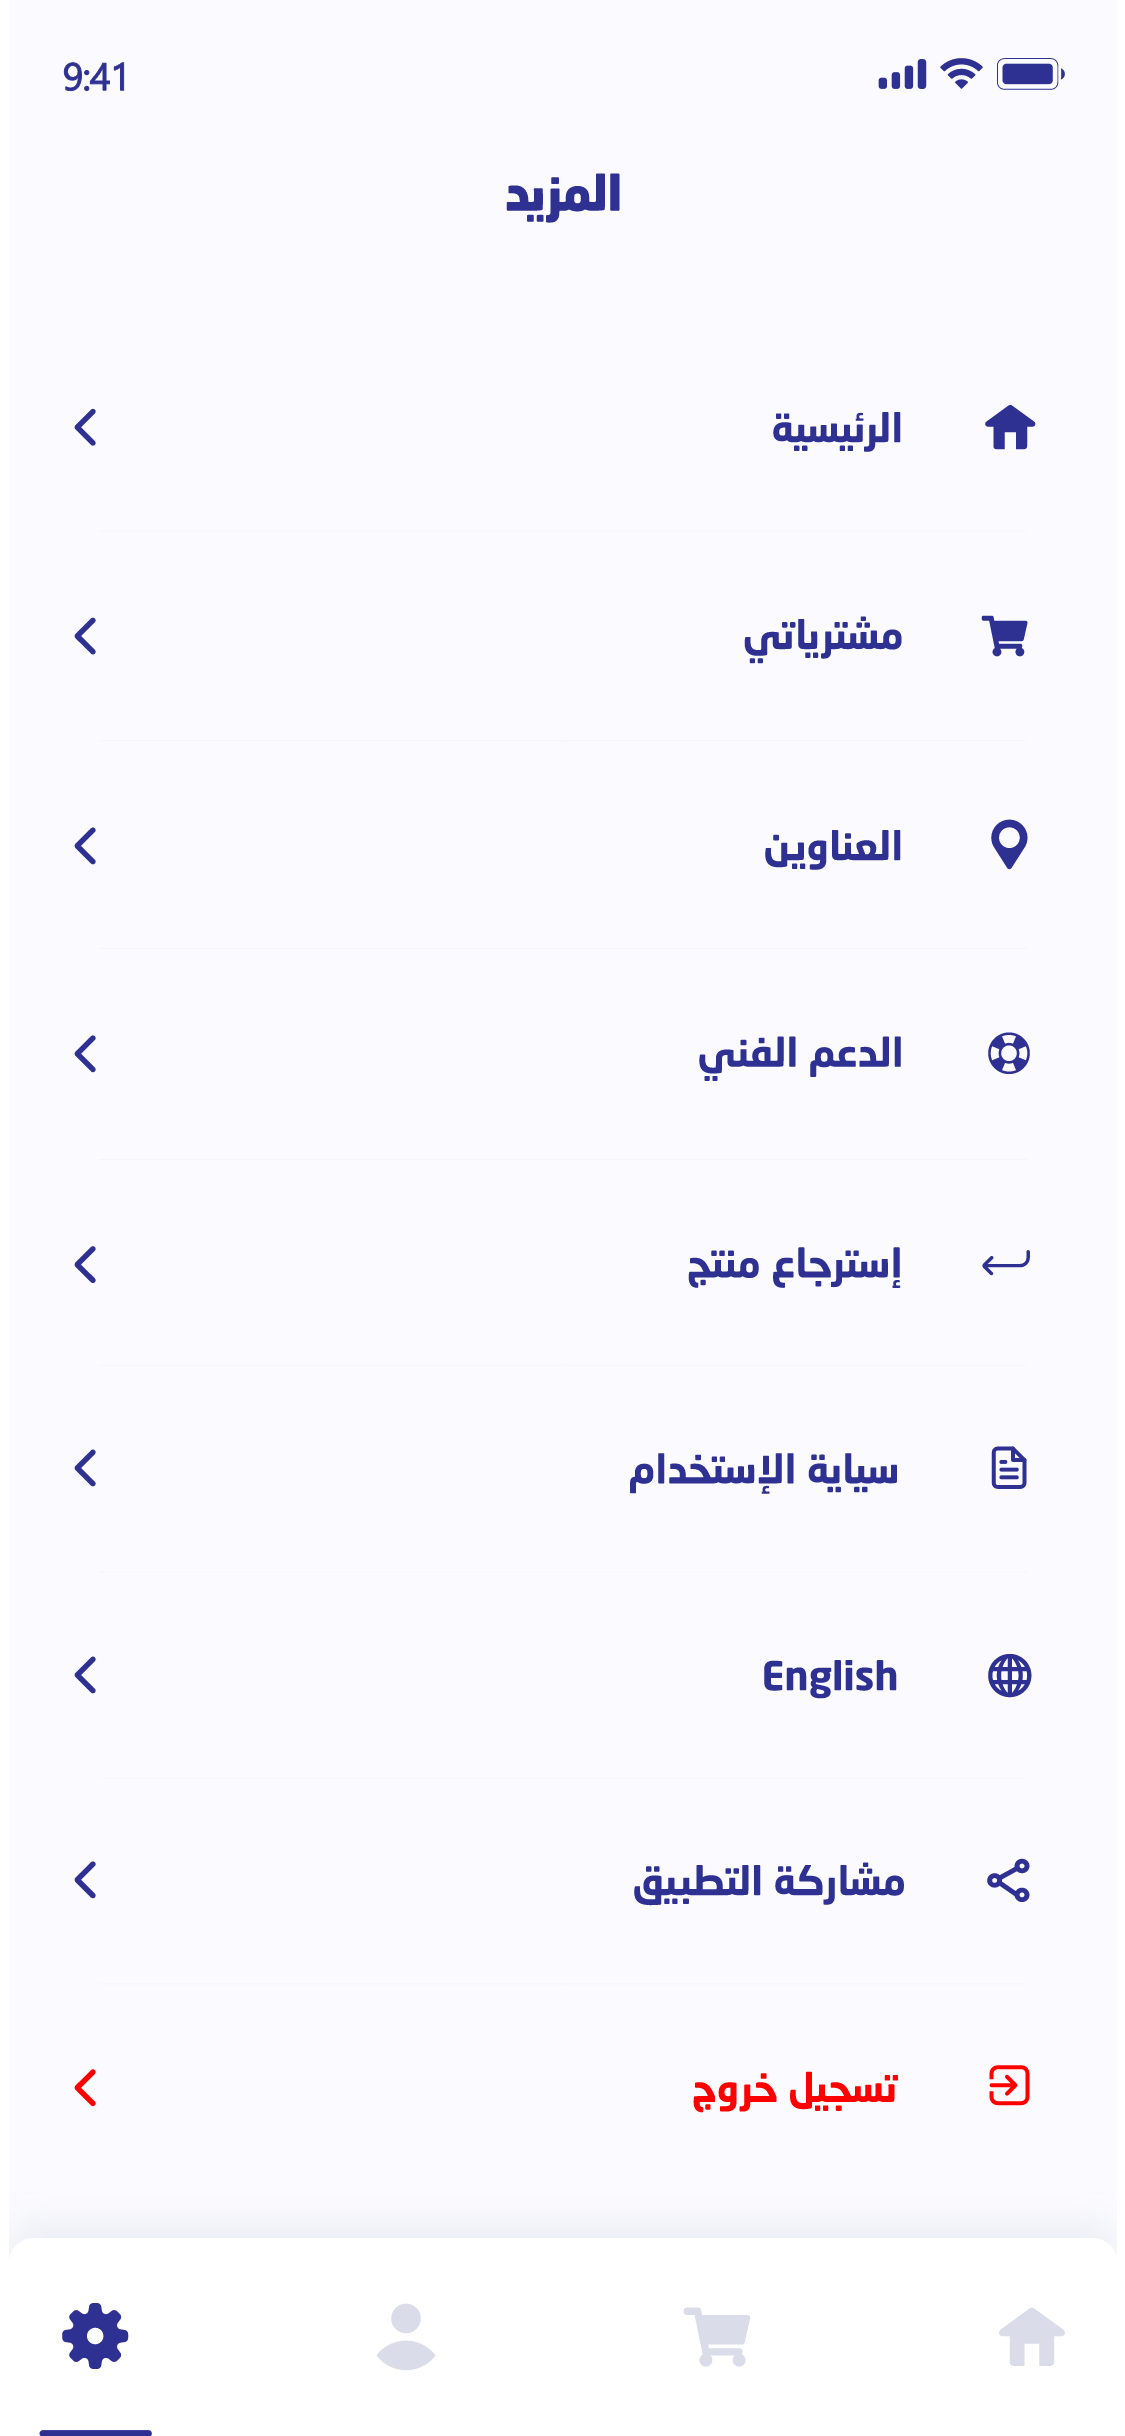 9:41
المزيد
الرئيسية
مشترياتي
العناوين
الدعم الفني
إسترجاع منتج
سياية الإستخدام
English
مشاركة التطبيق
تسجيل خروج